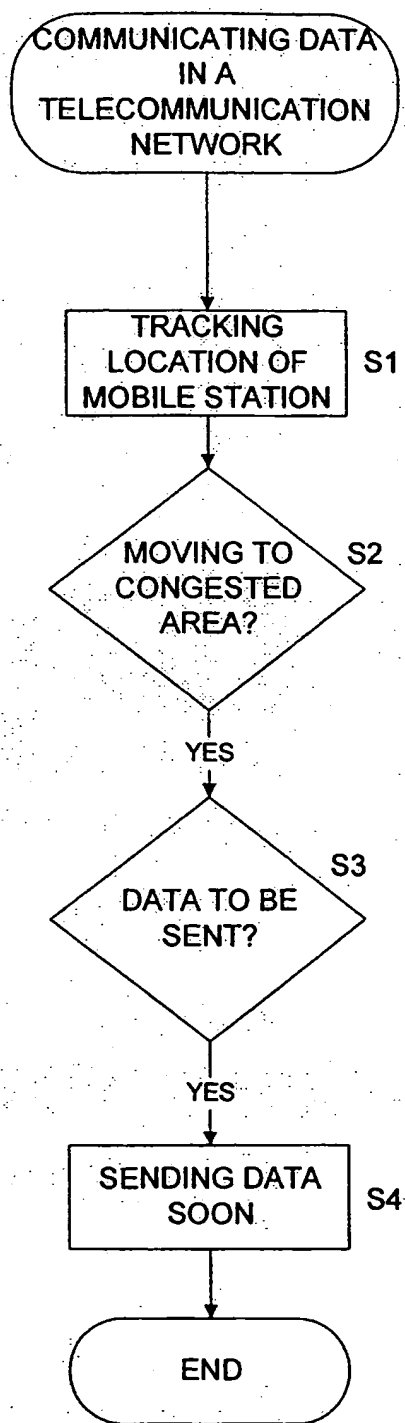 COMMUNICATING DATA
IN A
TELECOMMUNICATION
NETWORK
TRACKING
LOCATION OF
MOBILE STATION
S1
MOVING TO
CONGESTED
AREA?
S2
YES
DATA TO BE
SENT?
S3
YES
SENDING DATA
SOON
S4
END